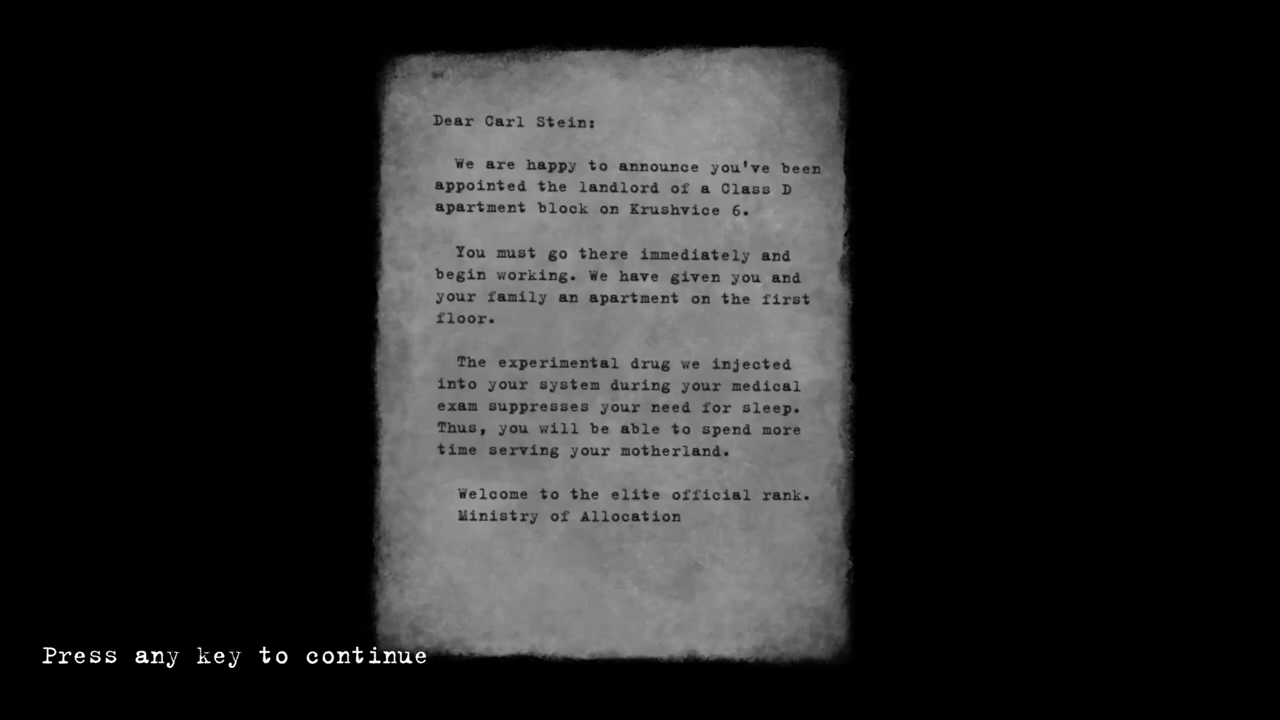 Dear Carl Stein:
We are happy to announce you've been
appointed the landlord of a Class D
apartment block on Krushvice 6.
You must go there immediately and
begin working. We have given you and
your family an apartment on the first
floor.
The experimental drug we injected
into your system during your medical
exam suppresses your need for sleep.
Thus, you will be able to spend more
time serving your motherland.
Welcome to the elite official rank.
Ministry of Allocation
Press any key to continue